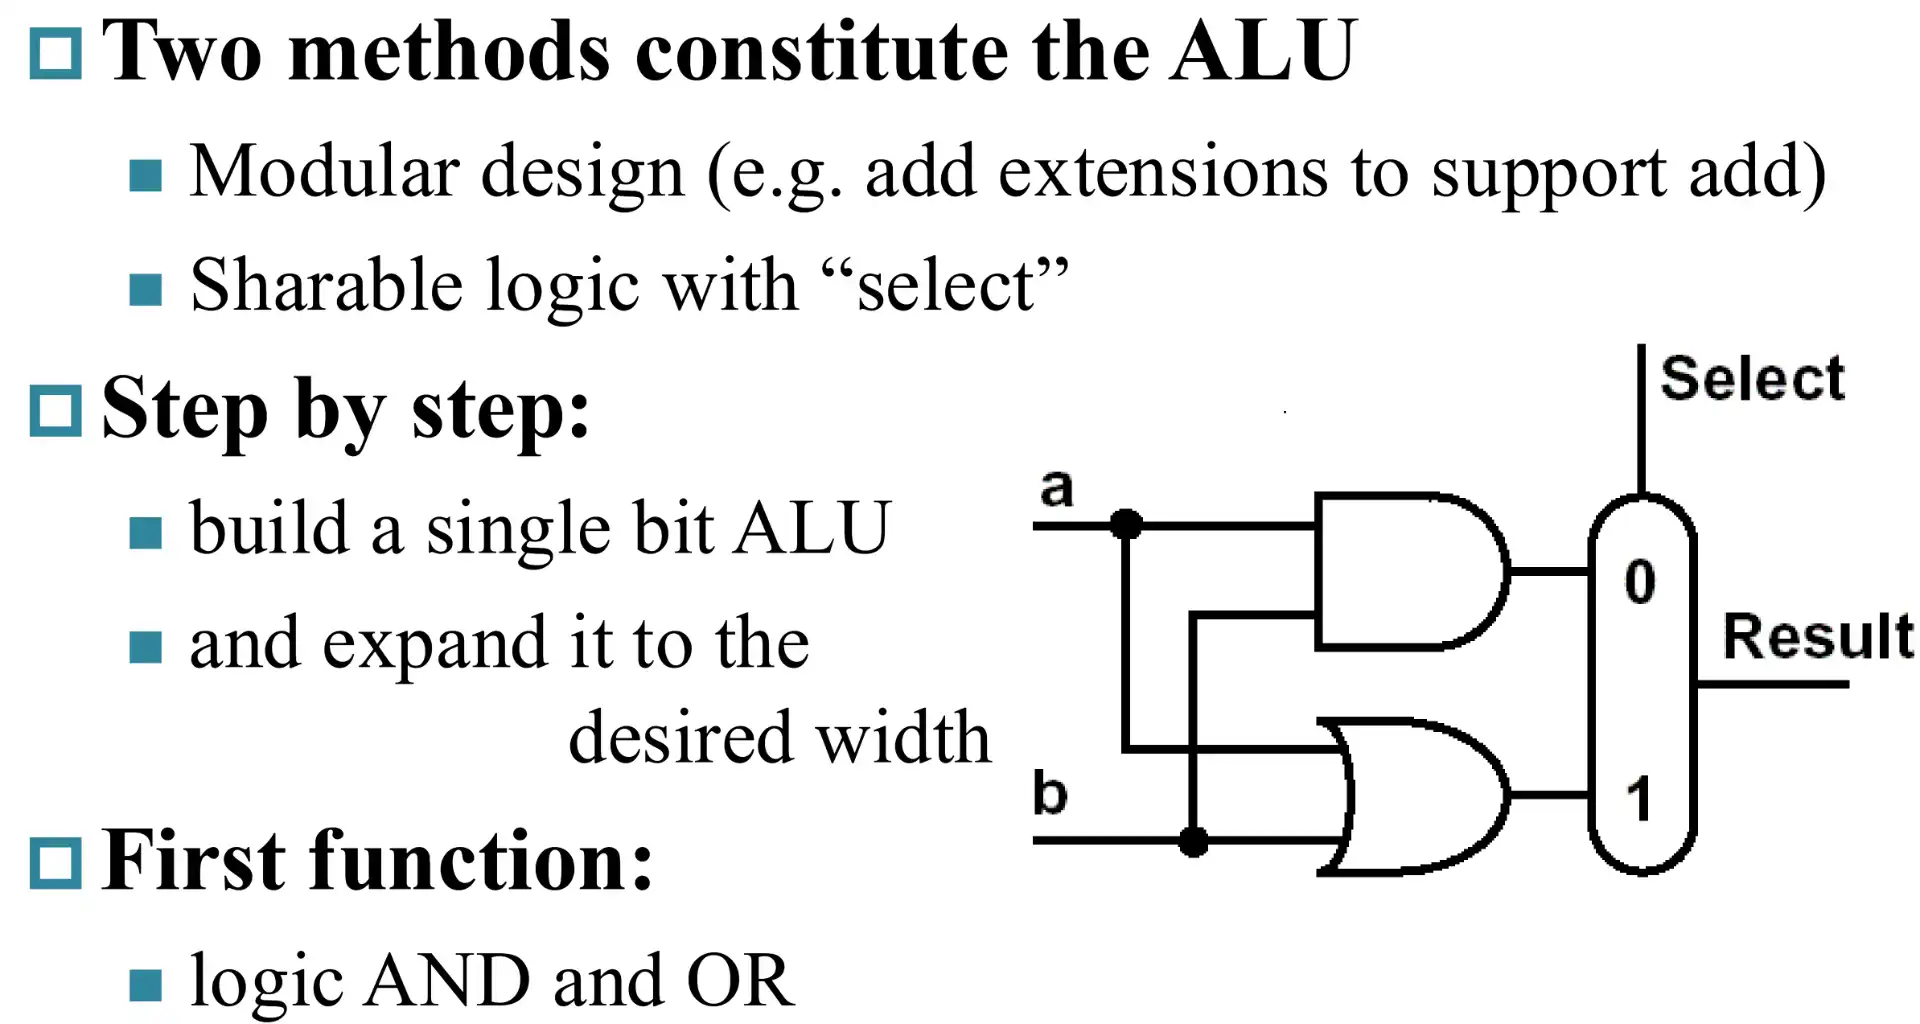 Two methods constitute the ALU
Modular design (e.g. add extensions to support add)
Sharable logic with “select”
Step by step:
build a single bit ALU
and expand it to the
desired width
First function:
logic AND and OR
Select
a
0
Result
b
1